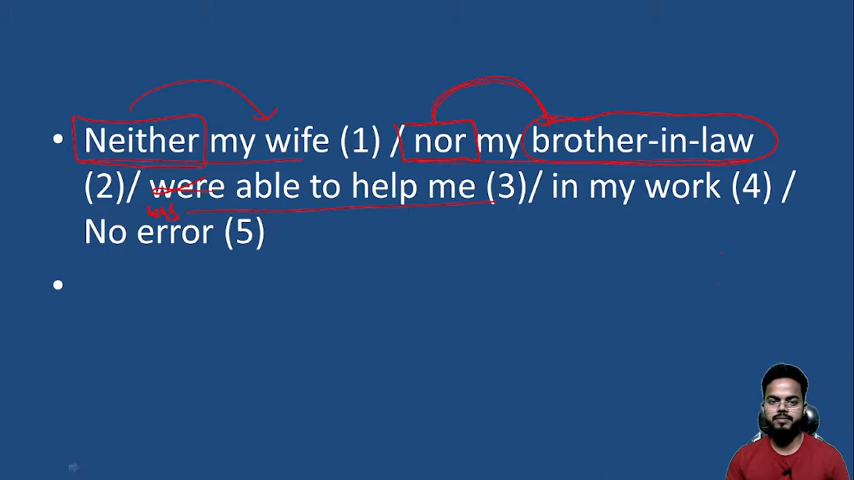 • Neither my wife (1) / nor my brother-in-law
(2)/ were able to help me (3)/ in my work (4) /
was
No error (5)
•